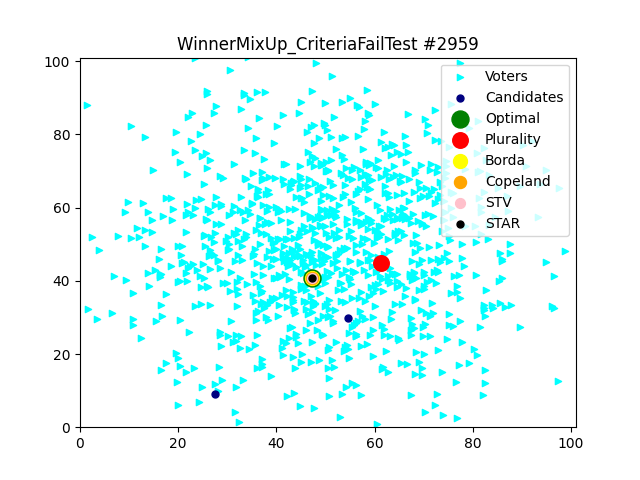 WinnerMixUp_CriteriaFailTest #2959
100
80
60
40
20
0
0 20 40 60 80 100
Voters
Candidates
Optimal
Plurality
Borda
Copeland
STV
STAR